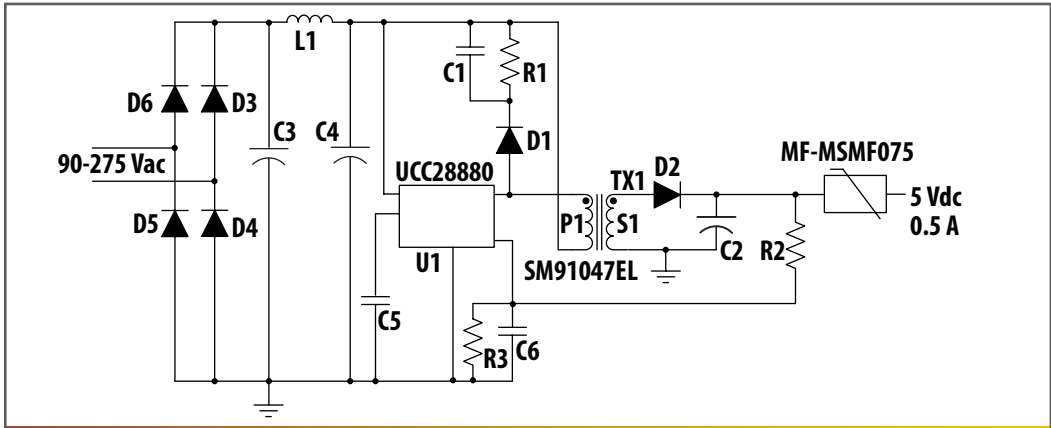 L1
C1
R1
D6
D3
C3
C4
D1
MF-MSMF075
90-275 Vac
UCC28880
TX1
D2
5 Vdc
0.5 A
D5
D4
P1
S1
C2
R2
U1
SM91047EL
C5
R3
C6